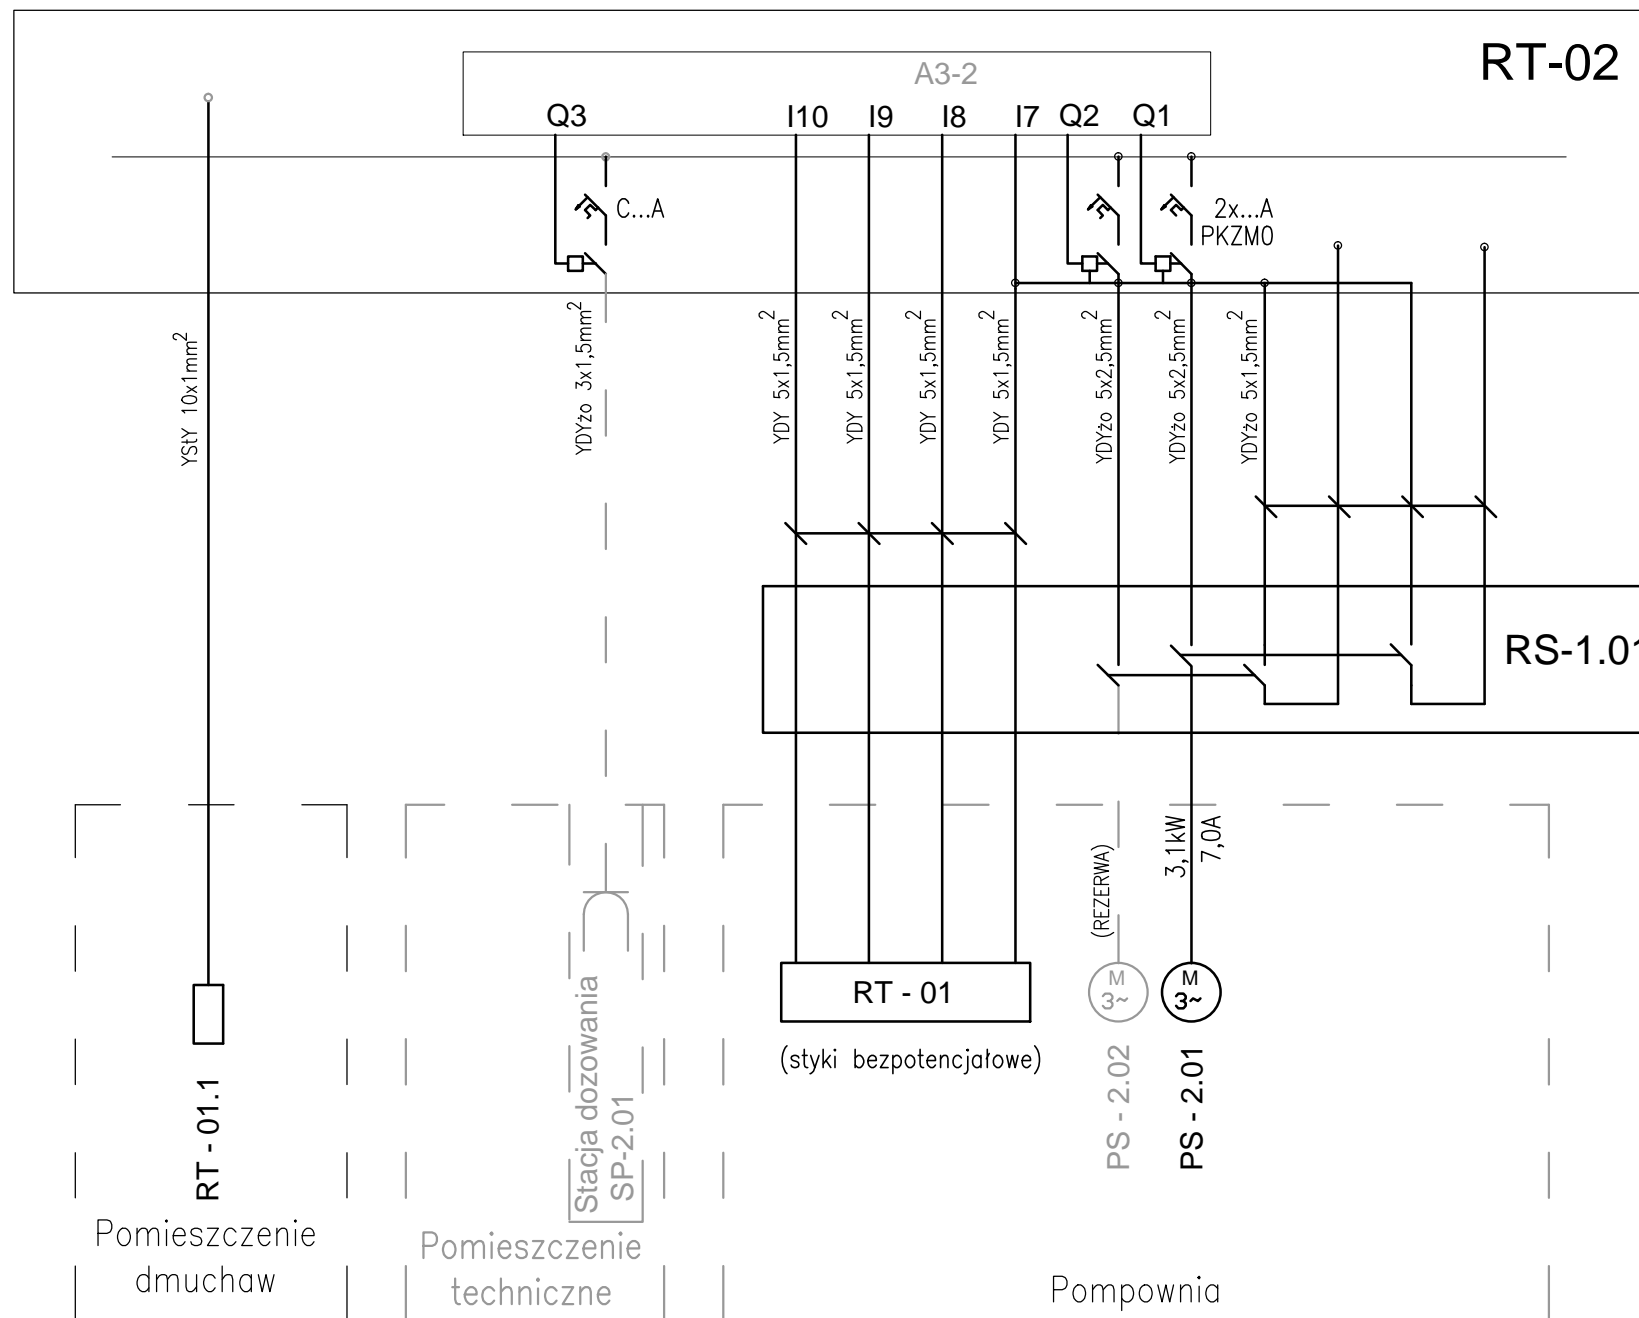 RT-02
A3-2
Q3
I10
I9
I8
I7
Q2
Q1
C...A
2x...A
PKZM0
YStY 10x1mm²
YDYżo 3x1,5mm²
YDY 5x1,5mm²
YDY 5x1,5mm²
YDY 5x1,5mm²
YDY 5x1,5mm²
YDYżo 5x2,5mm²
YDYżo 5x2,5mm²
YDYżo 5x1,5mm²
RS-1.01
(REZERWA)
3,1kW
7,0A
RT - 01
(styki bezpotencjałowe)
M
3~
M
3~
RT - 01.1
Stacja dozowania
SP-2.01
PS - 2.02
PS - 2.01
Pomieszczenie
dmuchaw
Pomieszczenie
techniczne
Pompownia